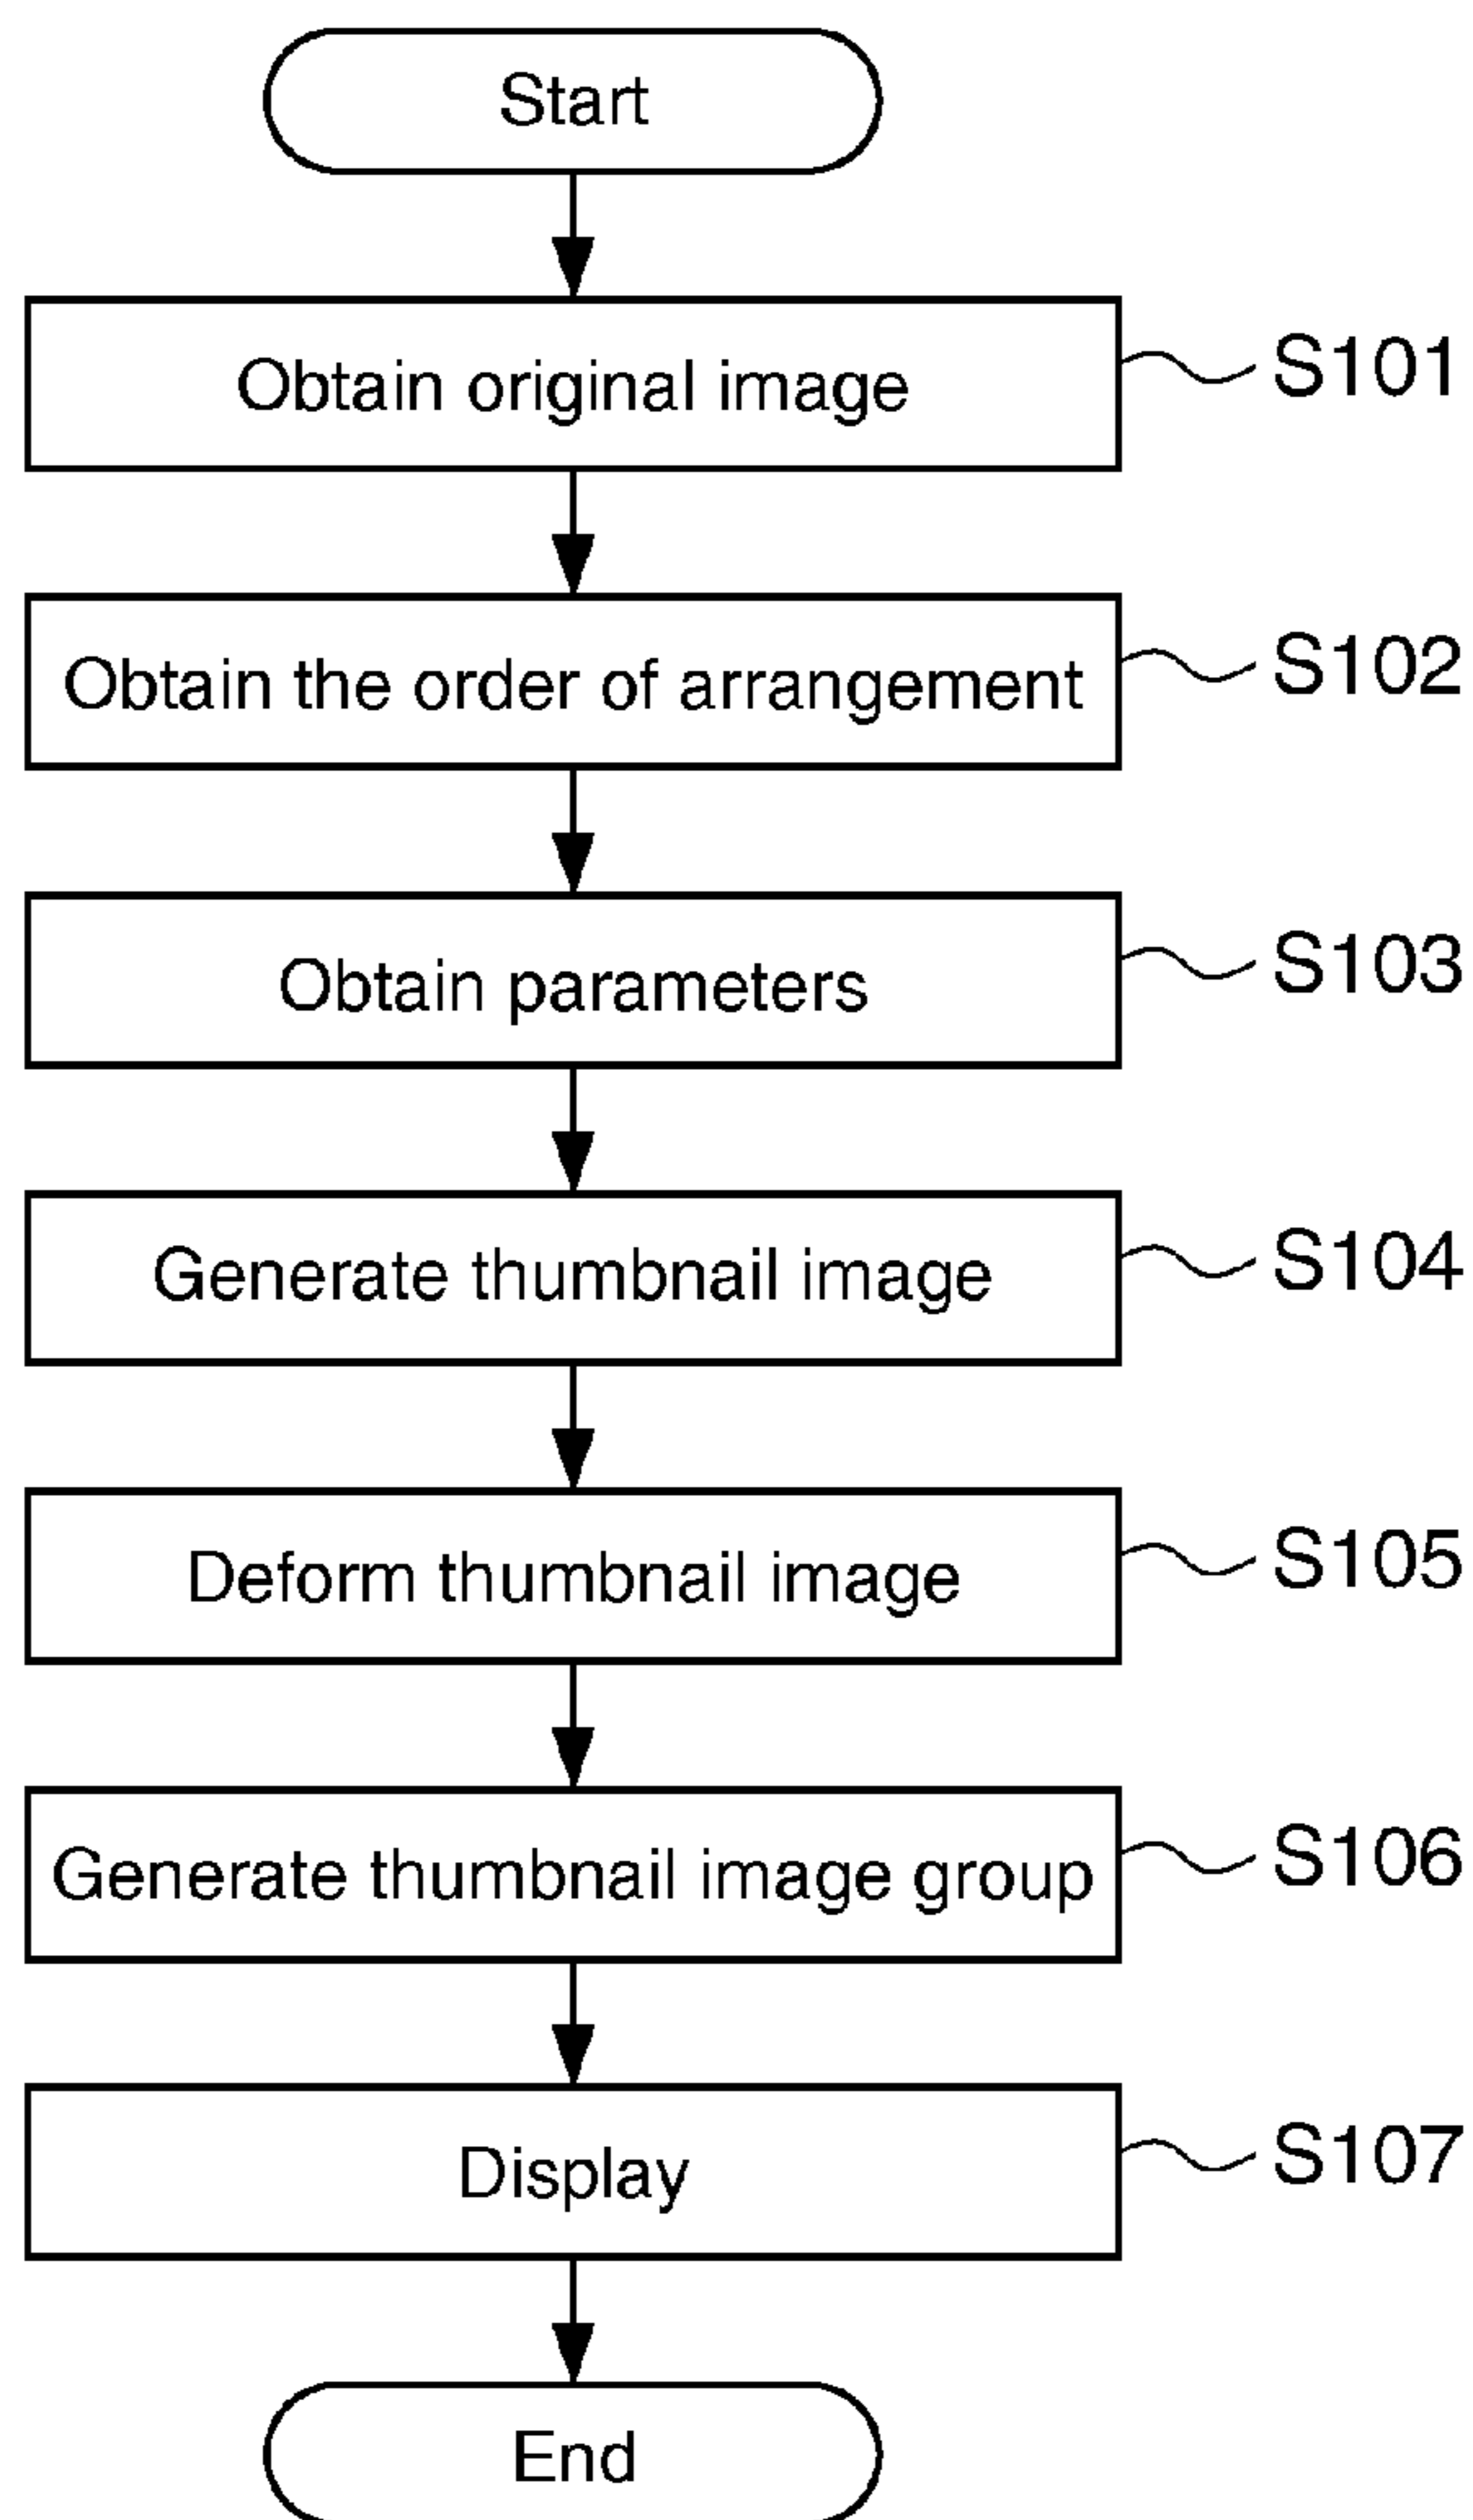 Start
Obtain original image
S101
Obtain the order of arrangement
S102
Obtain parameters
S103
Generate thumbnail image
S104
Deform thumbnail image
S105
Generate thumbnail image group
S106
Display
S107
End